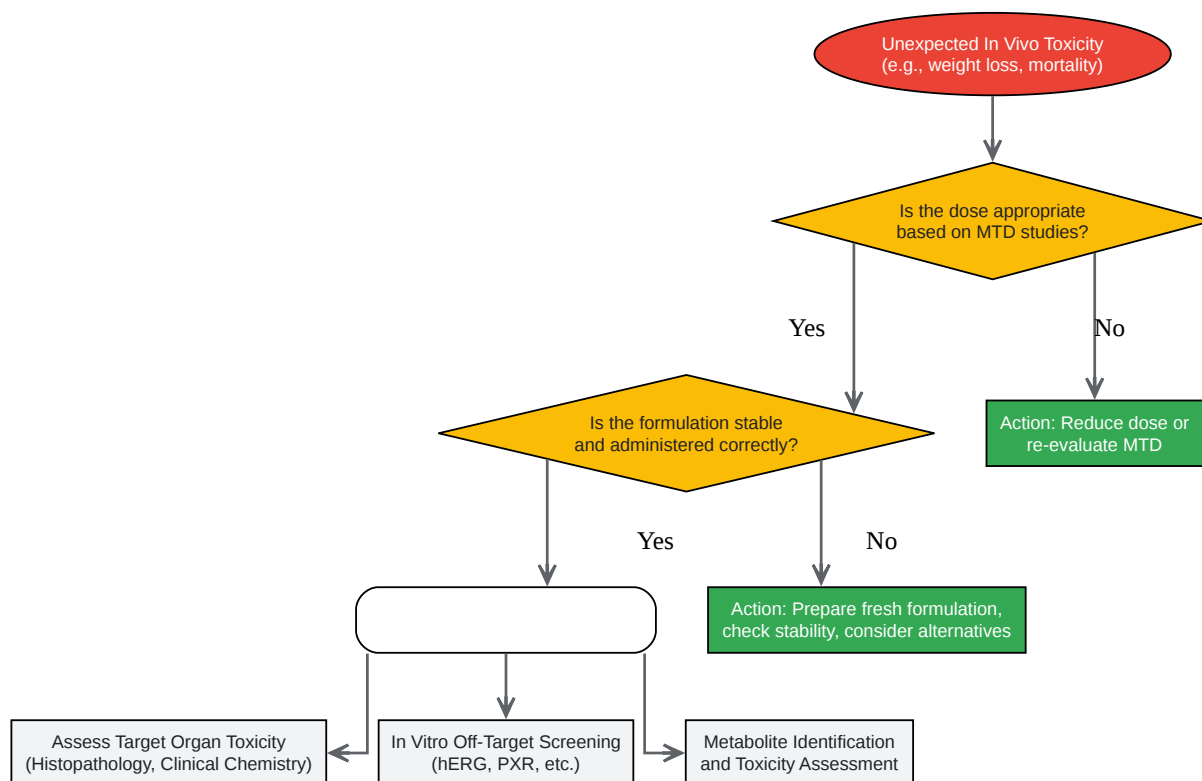 Unexpected In Vivo Toxicity
(e.g., weight loss, mortality)
Is the dose appropriate
based on MTD studies?
Yes
No
Is the formulation stable
and administered correctly?
Action: Reduce dose or
re-evaluate MTD
Yes
No
Action: Prepare fresh formulation,
check stability, consider alternatives
Assess Target Organ Toxicity
(Histopathology, Clinical Chemistry)
In Vitro Off-Target Screening
(hERG, PXR, etc.)
Metabolite Identification
and Toxicity Assessment